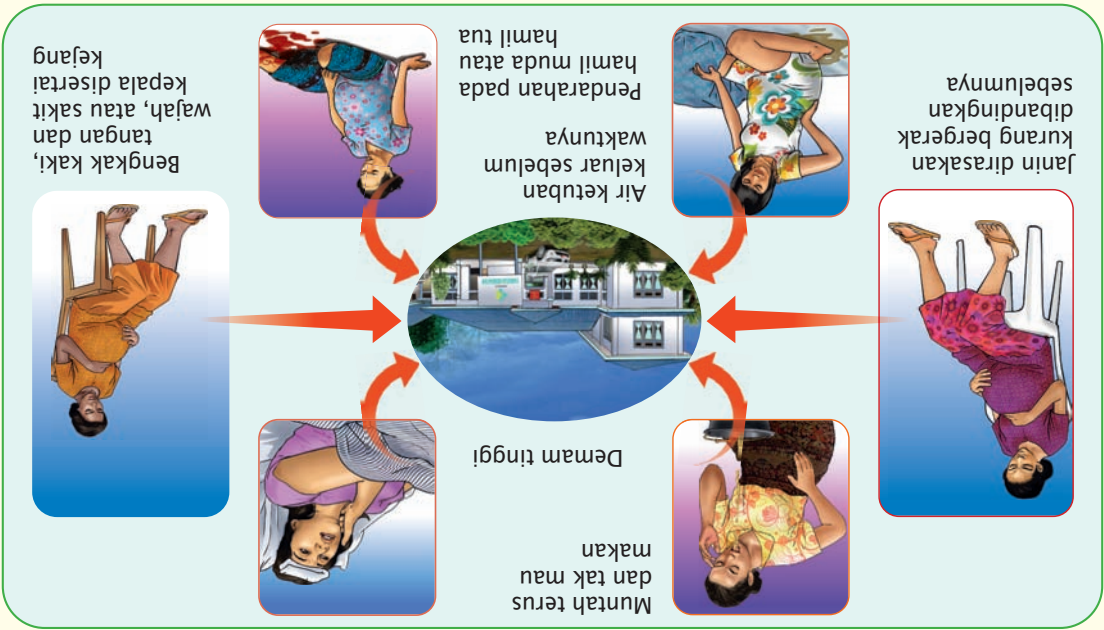 Muntah terus
dan tak mau
makan
Demam tinggi
Janin dirasakan
kurang bergerak
dibandingkan
sebelumnya
Air ketuban
keluar sebelum
waktunya
Pendarahan pada
hamil muda atau
hamil tua
Bengkak kaki,
tangan dan
wajah, atau sakit
kepala disertai
kejang